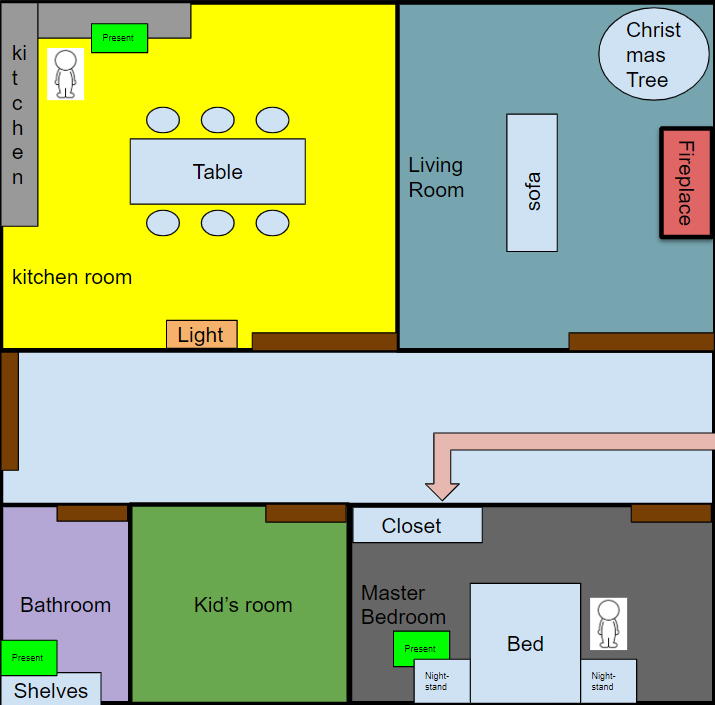 Present
ki
t
c
h
e
n
Christ
mas
Tree
Table
Living
Room
sofa
Fireplace
kitchen room
Light
Closet
Bathroom
Kid's room
Master
Bedroom
Present
Bed
Present
Shelves
Night-
stand
Night-
stand